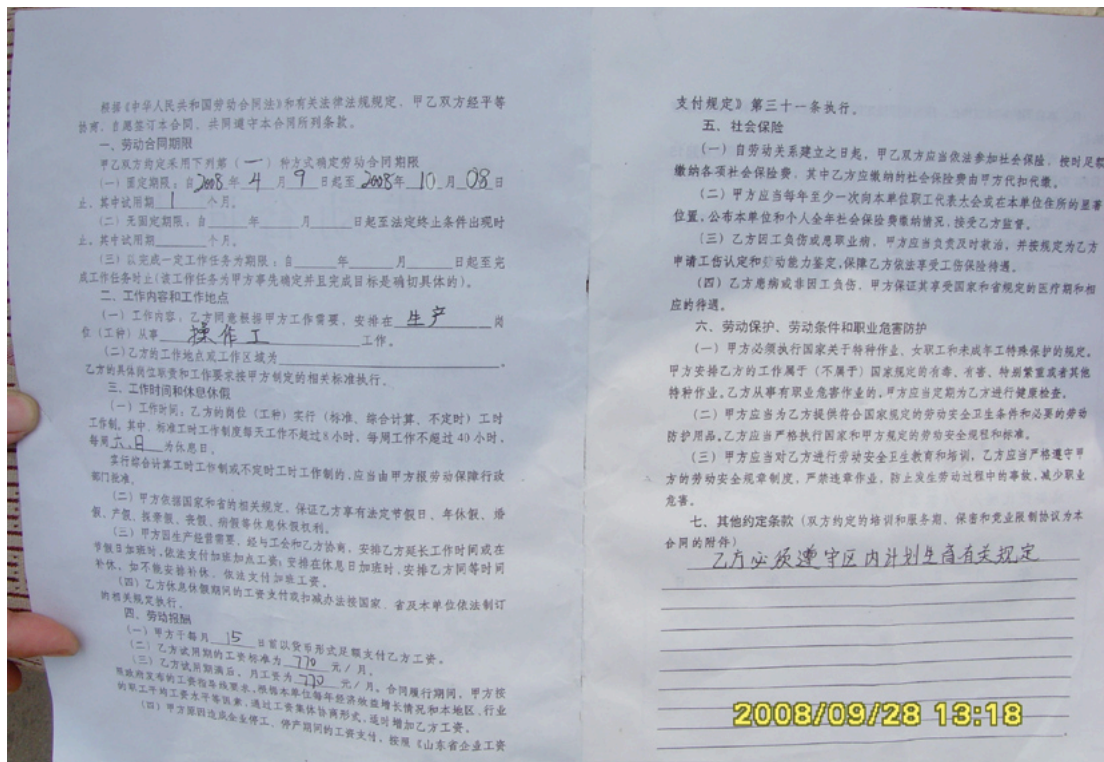 根据《中华人民共和国劳动合同法》和有关法律法规规定，甲乙双方经平等
协商，自愿签订本合同，共同遵守本合同所列条款。
一、劳动合同期限
甲乙双方约定采用下列第（一）种方式确定劳动合同期限
（一）固定期限：自2008年4月9日起至2008年10月08日
止。其中试用期1个月。
（二）无固定期限：自____年____月____日起至法定终止条件出现时
止。其中试用期____个月。
（三）以完成一定工作任务为期限：自____年____月____日起至完
成工作任务时止(该工作任务为甲方事先确定并且完成目标是确切具体的)。
二、工作内容和工作地点
（一）工作内容：乙方同意根据甲方工作需要，安排在生产岗
位（工种）从事操作工工作。
（二）乙方的工作地点或工作区域为____。
乙方的具体岗位职责和工作要求按甲方制定的相关标准执行。
三、工作时间和休息休假
（一）工作时间：乙方的岗位（工种）实行（标准、综合计算、不定时）工时
工作制。其中，标准工时工作制度每天工作不超过8小时，每周工作不超过40小时，
每周六.日为休息日。
实行综合计算工时工作制或不定时工时工作制的，应当由甲方报劳动保障行政
部门批准。
（二）甲方依据国家和省的相关规定，保证乙方享有法定节假日、年休假、婚
假、产假、探亲假、丧假、病假等休息休假权利。
（三）甲方因生产经营需要，经与工会和乙方协商，安排乙方延长工作时间或在
节假日加班时，依法支付加班加点工资；安排在休息日加班时，安排乙方同等时间
补休，如不能安排补休，依法支付加班工资。
（四）乙方休息休假期间的工资支付或扣减办法按国家、省及本单位依法制订
的相关规定执行。
四、劳动报酬
（一）甲方于每月15日前以货币形式足额支付乙方工资。
（二）乙方试用期的工资标准为770元/月。
（三）乙方试用期满后，月工资为770元/月。合同履行期间，甲方按
照政府发布的工资指导线要求，根据本单位每年经济效益增长情况和本地区、行业
的职工平均工资水平等因素，通过工资集体协商形式，适时增加乙方工资。
（四）甲方原因造成企业停工、停产期间的工资支付，按照《山东省企业工资
支付规定》第三十一条执行。
五、社会保险
（一）自劳动关系建立之日起，甲乙双方应当依法参加社会保险，按时足额
缴纳各项社会保险费，其中乙方应缴纳的社会保险费由甲方代扣代缴。
（二）甲方应当每年至少一次向本单位职工代表大会或在本单位住所的显著
位置，公布本单位和个人全年社会保险费缴纳情况，接受乙方监督。
（三）乙方因工负伤或患职业病，甲方应当负责及时救治，并按规定为乙方
申请工伤认定和劳动能力鉴定，保障乙方依法享受工伤保险待遇。
（四）乙方患病或非因工负伤，甲方保证其享受国家和省规定的医疗期和相
应的待遇。
六、劳动保护、劳动条件和职业危害防护
（一）甲方必须执行国家关于特种作业、女职工和未成年工特殊保护的规定。
甲方安排乙方的工作属于（不属于）国家规定的有毒、有害、特别繁重或者其他
特种作业。乙方从事有职业危害作业的，甲方应当定期为乙方进行健康检查。
（二）甲方应当为乙方提供符合国家规定的劳动安全卫生条件和必要的劳动
防护用品。乙方应当严格执行国家和甲方规定的劳动安全规程和标准。
（三）甲方应当对乙方进行劳动安全卫生教育和培训，乙方应当严格遵守甲
方的劳动安全规章制度，严禁违章作业，防止发生劳动过程中的事故，减少职业
危害。
七、其他约定条款（双方约定的培训和服务期、保密和竞业限制协议为本
合同的附件）
乙方必须遵守区内计划生育有关规定
2008/09/28 13:18